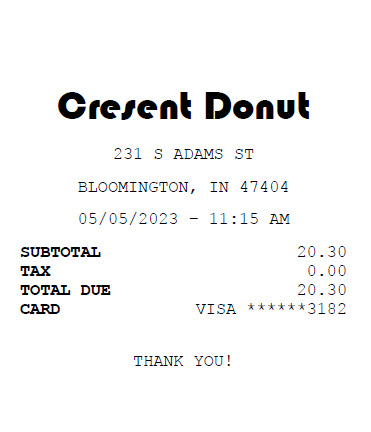 Cresent Donut
231 S ADAMS ST
BLOOMINGTON, IN 47404
05/05/2023 - 11:15 AM
SUBTOTAL 20.30
TAX 0.00
TOTAL DUE 20.30
CARD VISA ******3182
THANK YOU!